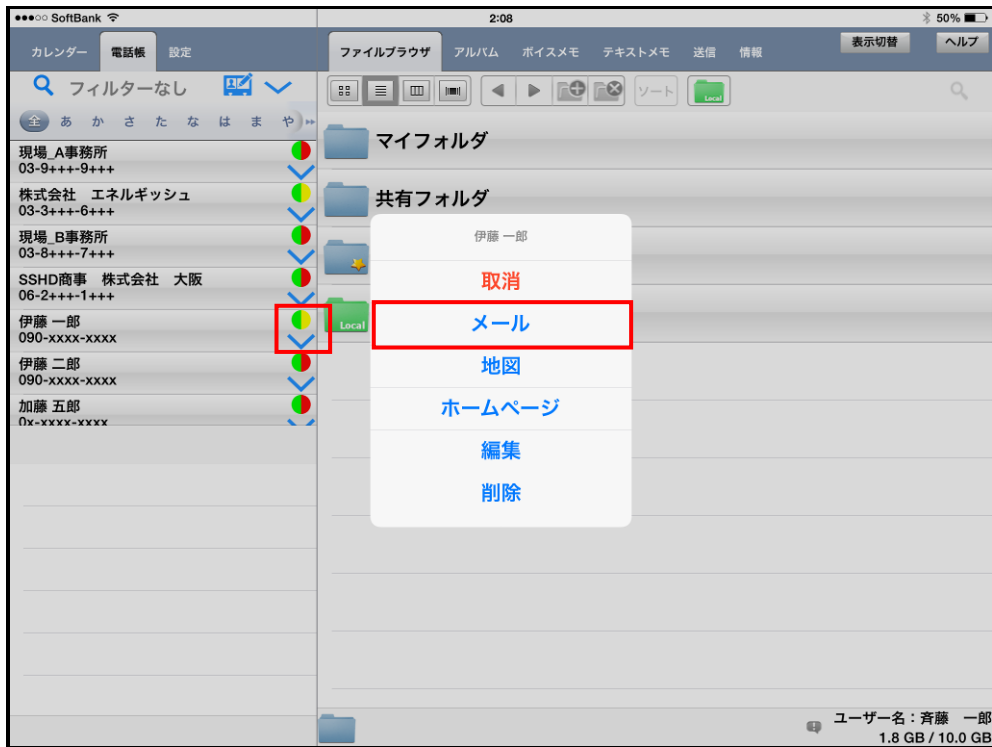 SoftBank
2:08
50%
カレンダー 電話帳 設定
ファイルブラウザ アルバム ボイスメモ テキストメモ 送信 情報
表示切替 ヘルプ
フィルターなし
ソート
Local
全 あ か さ た な は ま や
現場_A事務所
03-9+++-9+++
株式会社 エネルギッシュ
03-3+++-6+++
現場_B事務所
03-8+++-7+++
SSHD商事 株式会社 大阪
06-2+++-1+++
伊藤 一郎
090-xxxx-xxxx
伊藤 二郎
090-xxxx-xxxx
加藤 五郎
0x-xxxx-xxxx
マイフォルダ
共有フォルダ
Local
伊藤 一郎
取消
メール
地図
ホームページ
編集
削除
ユーザー名:斉藤 一郎
1.8 GB / 10.0 GB